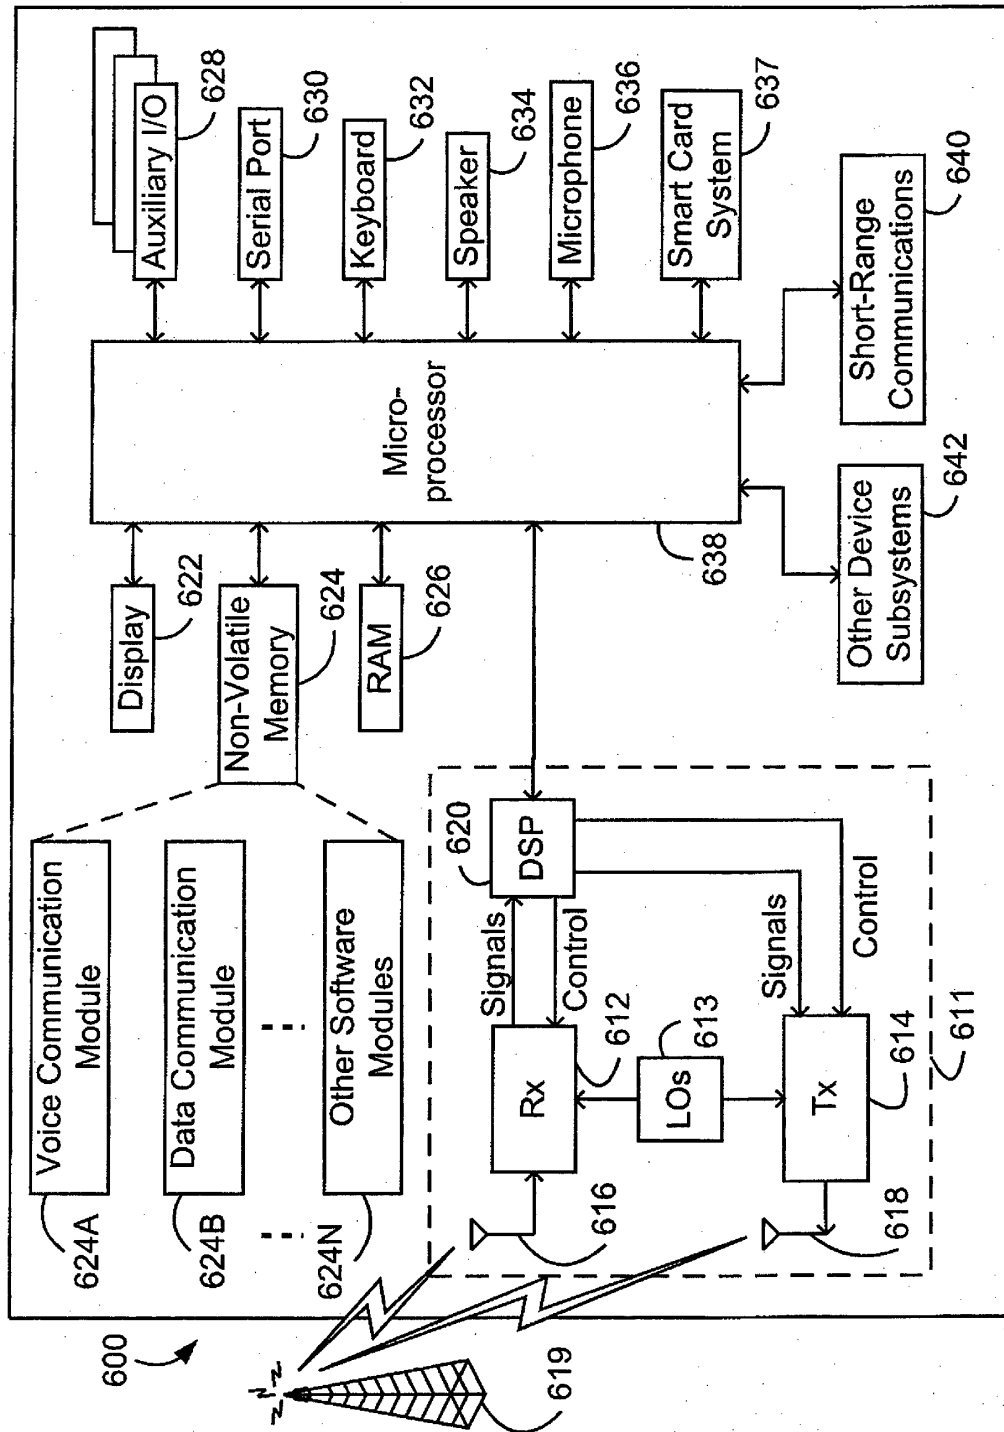 600
619
Voice Communication
Module
624A
Data Communication
Module
624B
Other Software
Modules
624N
Display
622
Non-Volatile
Memory
624
RAM
626
Micro-
processor
638
Auxiliary I/O
628
Serial Port
630
Keyboard
632
Speaker
634
Microphone
636
Smart Card
System
637
Short-Range
Communications
640
Other Device
Subsystems
642
616
Rx
612
Signals
Control
DSP
620
LOs
613
618
Tx
614
Signals
Control
611